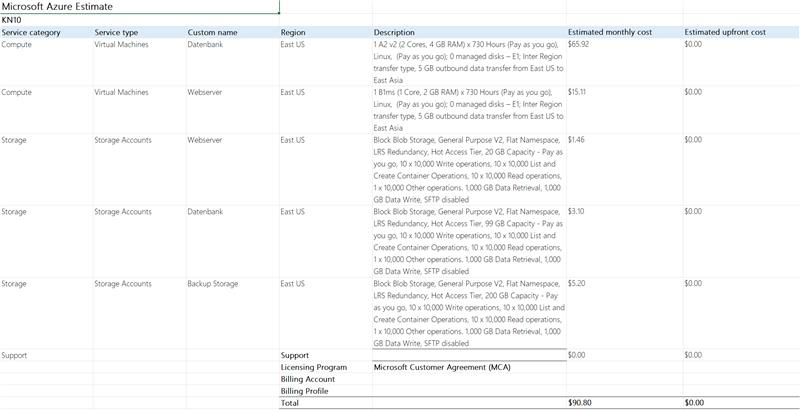 Microsoft Azure Estimate
KN10
Service category Service type Custom name Region Description Estimated monthly cost Estimated upfront cost
Compute Virtual Machines Datenbank East US 1 A2 v2 (2 Cores, 4 GB RAM) x 730 Hours (Pay as you go), $65.92 $0.00
Linux, (Pay as you go); 0 managed disks – E1; Inter Region
transfer type, 5 GB outbound data transfer from East US to
East Asia
Compute Virtual Machines Webserver East US 1 B1ms (1 Core, 2 GB RAM) x 730 Hours (Pay as you go), $15.11 $0.00
Linux, (Pay as you go); 0 managed disks – E1; Inter Region
transfer type, 5 GB outbound data transfer from East US to
East Asia
Storage Storage Accounts Webserver East US Block Blob Storage, General Purpose V2, Flat Namespace, $1.46 $0.00
LRS Redundancy, Hot Access Tier, 20 GB Capacity - Pay as
you go, 10 x 10,000 Write operations, 10 x 10,000 List and
Create Container Operations, 10 x 10,000 Read operations,
1 x 10,000 Other operations. 1,000 GB Data Retrieval, 1,000
GB Data Write, SFTP disabled
Storage Storage Accounts Datenbank East US Block Blob Storage, General Purpose V2, Flat Namespace, $3.10 $0.00
LRS Redundancy, Hot Access Tier, 99 GB Capacity - Pay as
you go, 10 x 10,000 Write operations, 10 x 10,000 List and
Create Container Operations, 10 x 10,000 Read operations,
1 x 10,000 Other operations. 1,000 GB Data Retrieval, 1,000
GB Data Write, SFTP disabled
Storage Storage Accounts Backup Storage East US Block Blob Storage, General Purpose V2, Flat Namespace, $5.20 $0.00
LRS Redundancy, Hot Access Tier, 200 GB Capacity - Pay
as you go, 10 x 10,000 Write operations, 10 x 10,000 List and
Create Container Operations, 10 x 10,000 Read operations,
1 x 10,000 Other operations. 1,000 GB Data Retrieval, 1,000
GB Data Write, SFTP disabled
Support Support $0.00 $0.00
Licensing Program Microsoft Customer Agreement (MCA)
Billing Account
Billing Profile
Total $90.80 $0.00